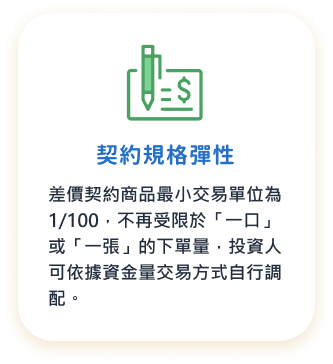 契約規格彈性
差價契約商品最小交易單位為
1/100，不再受限於「一口」
或「一張」的下單量，投資人
可依據資金量交易方式自行調
配。